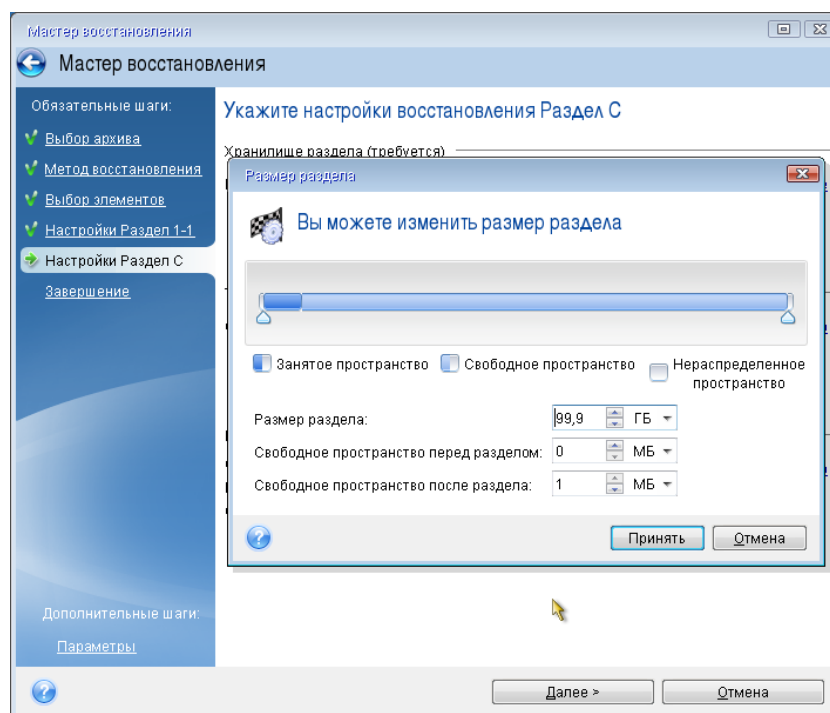 Мастер восстановления
Мастер восстановления
Обязательные шаги:
Выбор архива
Метод восстановления
Выбор элементов
Настройки Раздел 1-1
Настройки Раздел C
Завершение
Дополнительные шаги:
Параметры
Укажите настройки восстановления Раздел C
Хранилище раздела (требуется)
Размер раздела
Вы можете изменить размер раздела
Занятое пространство Свободное пространство Нераспределенное
пространство
Размер раздела: 99,9 ГБ
Свободное пространство перед разделом: 0 МБ
Свободное пространство после раздела: 1 МБ
Принять Отмена
Далее > Отмена